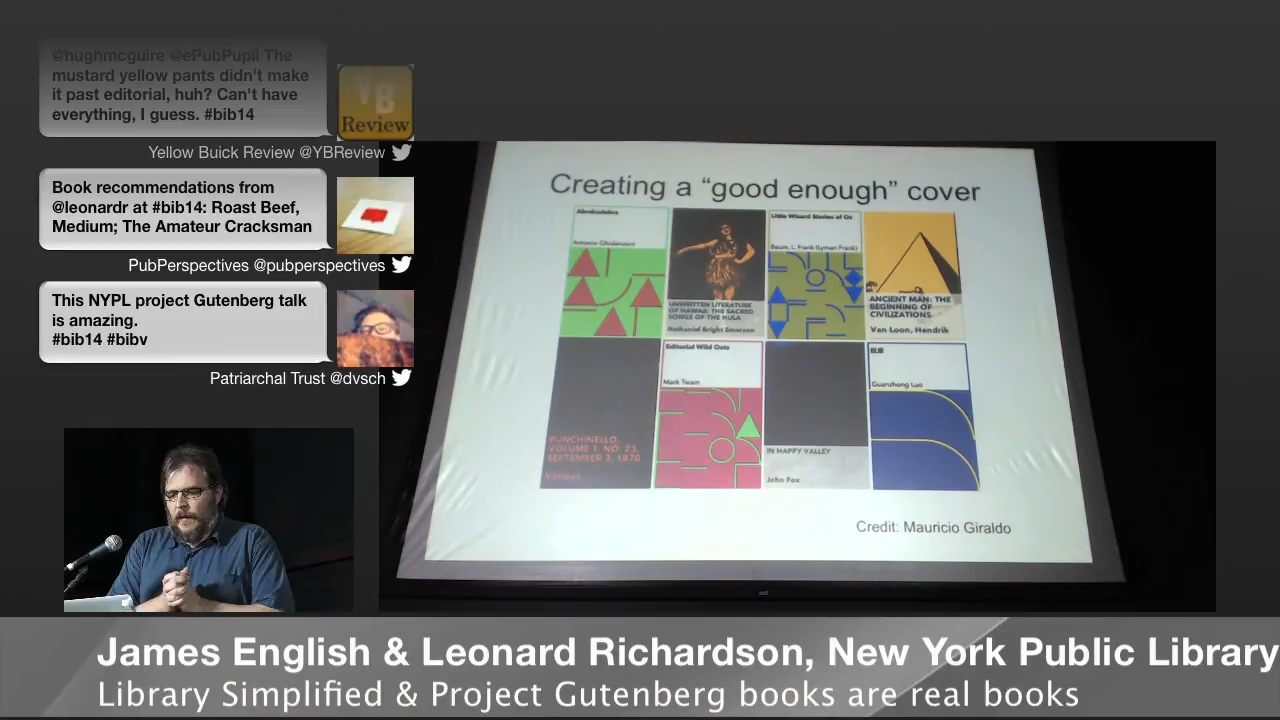 @hughmcguire @ePubPupil The
mustard yellow pants didn't make
it past editorial, huh? Can't have
everything, I guess. #bib14
YB
Review
Yellow Buick Review @YBReview
Book recommendations from
@leonardr at #bib14: Roast Beef,
Medium; The Amateur Cracksman
PubPerspectives @pubperspectives
This NYPL project Gutenberg talk
is amazing.
#bib14 #bibv
Patriarchal Trust @dvsch
Creating a “good enough” cover
Antonio Ghislanzoni
UNWRITTEN LITERATURE
OF HAWAII: THE SACRED
SONGS OF THE HULA
Nathaniel Bright Emerson
Little Wizard Stories of Oz
Baum, L. Frank (Lyman Frank)
ANCIENT MAN: THE
BEGINNING OF
CIVILIZATIONS
Van Loon, Hendrik
PUNCHINELLO,
VOLUME 1, NO. 23,
SEPTEMBER 3, 1870
Various
Editorial Wild Oats
Mark Twain
IN HAPPY VALLEY
John Fox
Guanzhong Luo
Credit: Mauricio Giraldo
James English & Leonard Richardson, New York Public Library
Library Simplified & Project Gutenberg books are real books